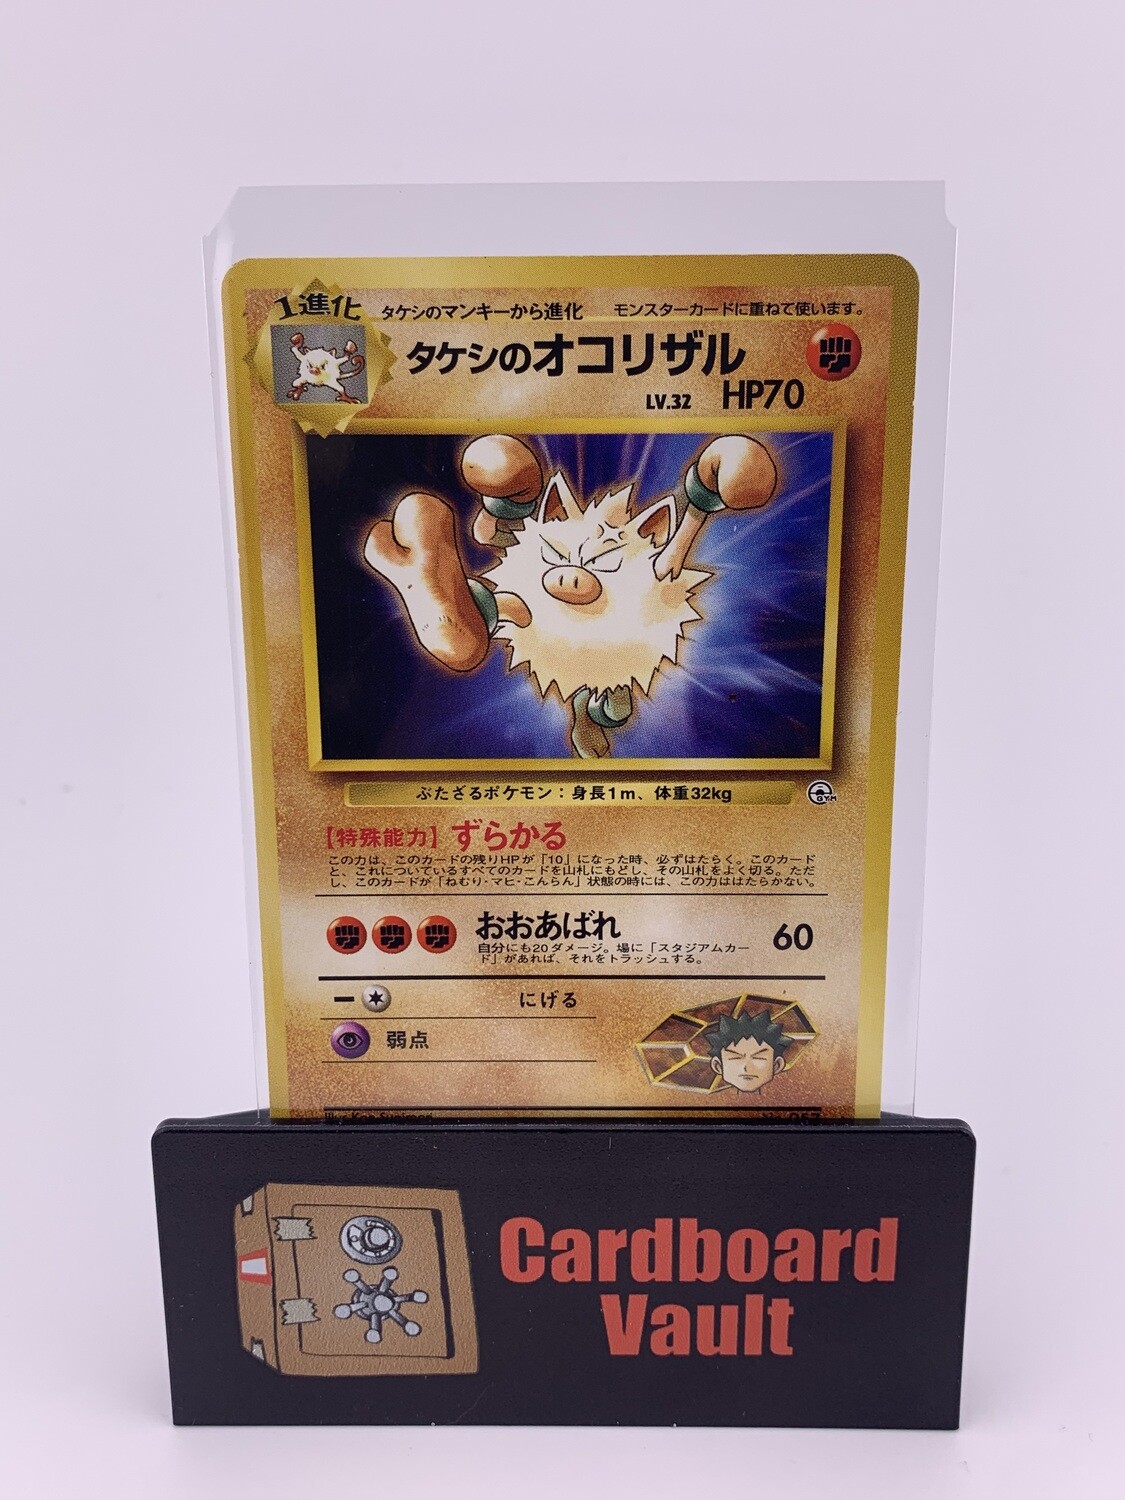 1進化
タケシのマンキーから進化 モンスターカードに重ねて使います。
タケシのオコリザル
LV.32 HP70
ぶたざるポケモン：身長1m、体重32kg
GYM
【特殊能力】ずらかる
この力は、このカードの残りHPが「10」になった時、必ずはたらく。このカード
と、これについているすべてのカードを山札にもどし、その山札をよく切る。ただ
し、このカードが「ねむり・マヒ・こんらん」状態の時には、この力ははたらかない。
おおあばれ 60
自分にも20ダメージ。場に「スタジアムカー
ド」があれば、それをトラッシュする。
にげる
弱点
Illus. Ken Sugimori No. 057
Cardboard
Vault